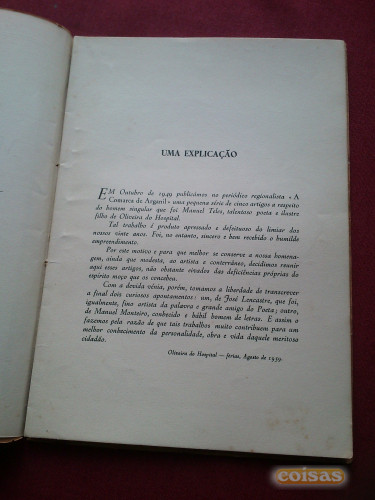 UMA EXPLICAÇÃO
EM Outubro de 1949 publicámos no periódico regionalista «A
Comarca de Arganil» uma pequena série de cinco artigos a respeito
do homem singular que foi Manuel Teles, talentoso poeta e ilustre
filho de Oliveira do Hospital.
Tal trabalho é produto apressado e defeituoso do limiar dos
nossos vinte anos. Foi, no entanto, sincero e bem recebido o humilde
empreendimento.
Por este motivo e para que melhor se conserve a nossa homena-
gem, ainda que modesta, ao artista e conterrâneo, decidimos reunir
aqui esses artigos, não obstante eivados das deficiências próprias do
espírito moço que os concebeu.
Com a devida vénia, porém, tomamos a liberdade de transcrever
a final dois curiosos apontamentos: um, de José Loncastre, que foi,
igualmente, fino artista da palavra e grande amigo do Poeta; outro,
de Manuel Monteiro, conhecido e hábil homem de letras. E assim o
fazemos pela razão de que tais trabalhos muito contribuem para um
melhor conhecimento da personalidade, obra e vida daquele meritoso
cidadão.
Oliveira do Hospital — férias, Agosto de 1959.
coisas